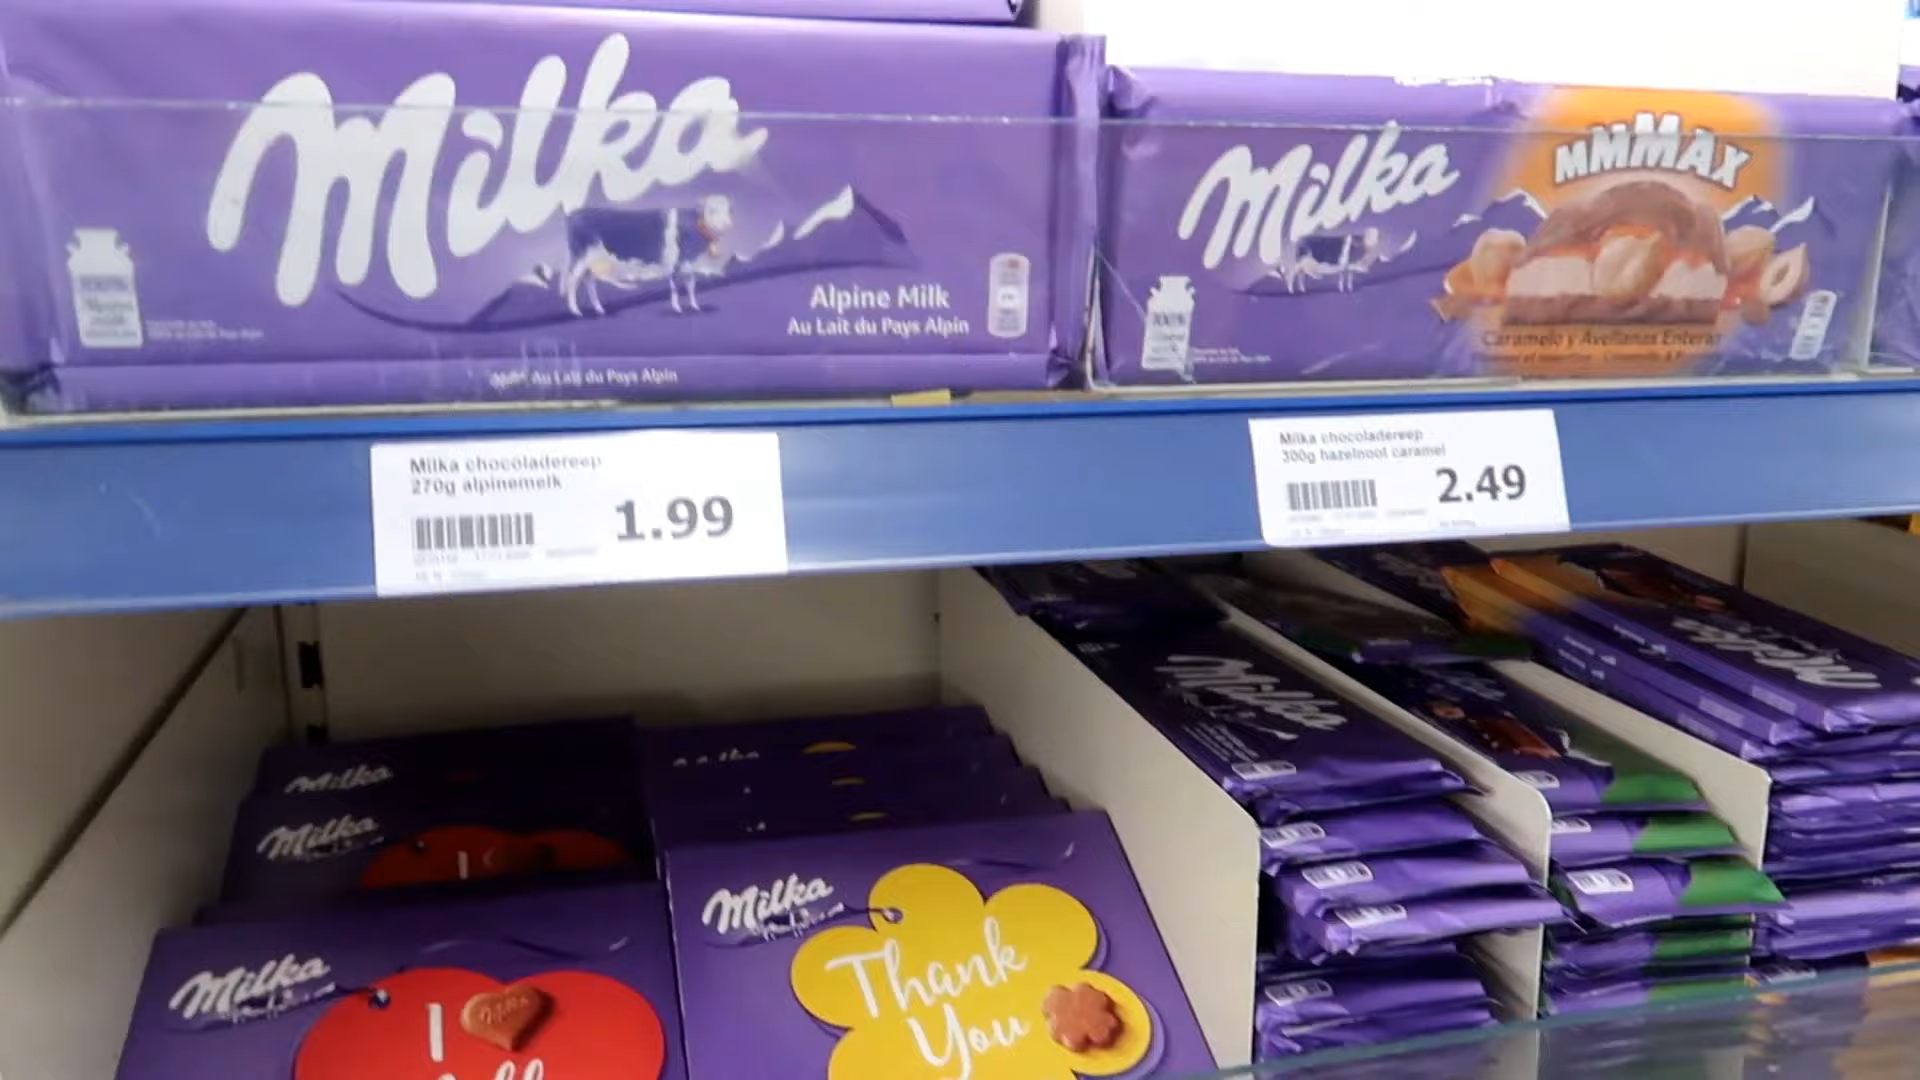 Milka
Alpine Milk
Au Lait du Pays Alpin
Au Lait du Pays Alpin
Milka
MMMAX
Caramelo y Avellanas Enteras
Milka chocoladereep
270g alpinemelk
1.99
Milka chocoladereep
300g hazelnoot caramel
2.49
Milka
Milka
Milka
I
Milka
Thank
You
Milka
Milka